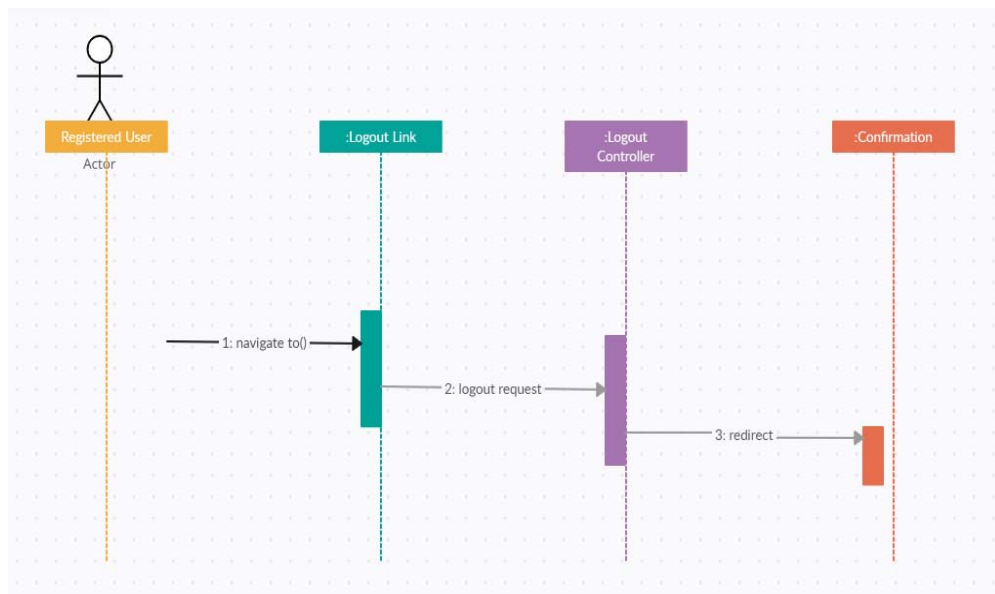 Registered User
Actor
:Logout Link
:Logout
Controller
:Confirmation
1: navigate to()
2: logout request
3: redirect